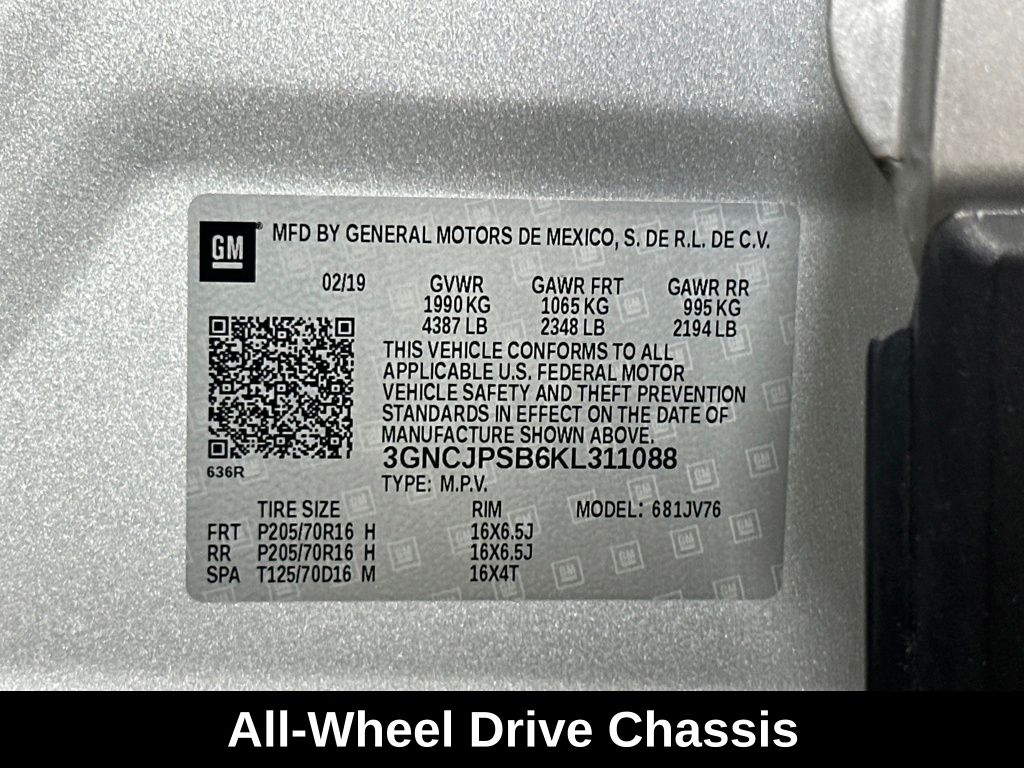 GM ® MFD BY GENERAL MOTORS DE MEXICO, S. DE R.L. DE C.V.
02/19 GVWR GAWR FRT GAWR RR
1990 KG 1065 KG 995 KG
4387 LB 2348 LB 2194 LB
THIS VEHICLE CONFORMS TO ALL
APPLICABLE U.S. FEDERAL MOTOR
VEHICLE SAFETY AND THEFT PREVENTION
STANDARDS IN EFFECT ON THE DATE OF
MANUFACTURE SHOWN ABOVE.
3GNCJPSB6KL311088
636R
TYPE: M.P.V.
TIRE SIZE RIM MODEL: 681JV76
FRT P205/70R16 H 16X6.5J
RR P205/70R16 H 16X6.5J
SPA T125/70D16 M 16X4T
All-Wheel Drive Chassis